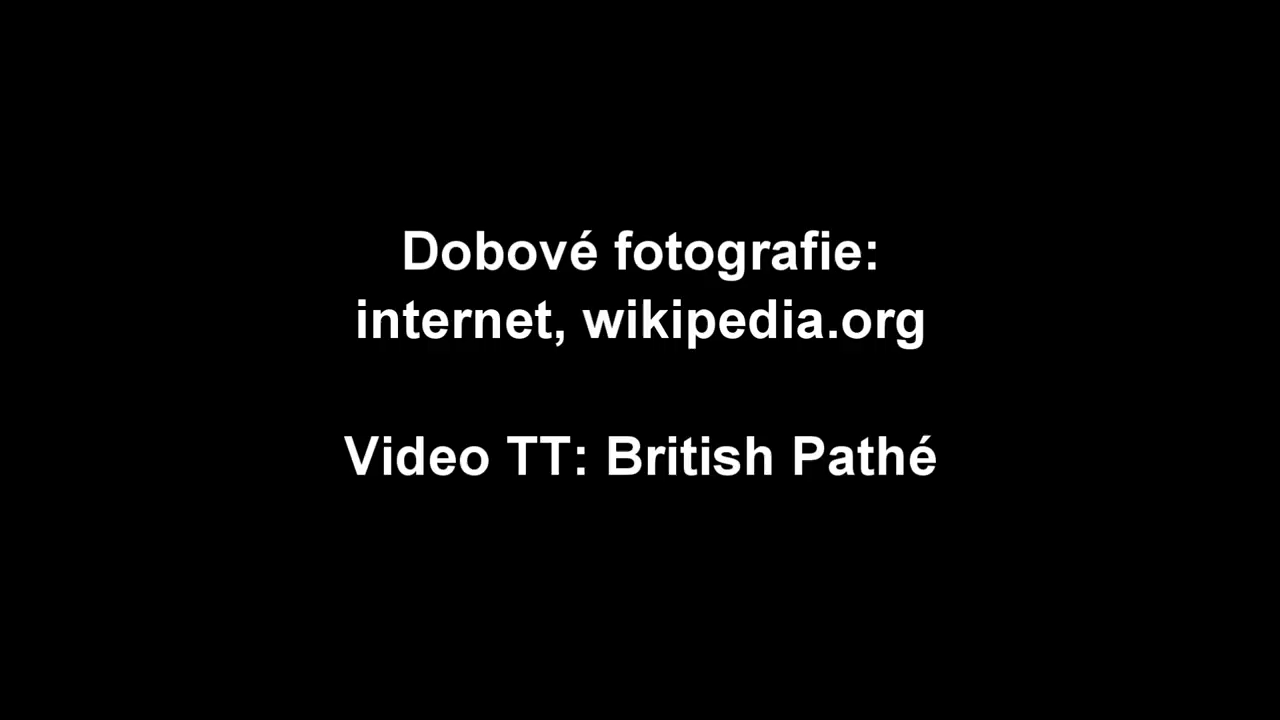 Dobové fotografie:
internet, wikipedia.org
Video TT: British Pathé